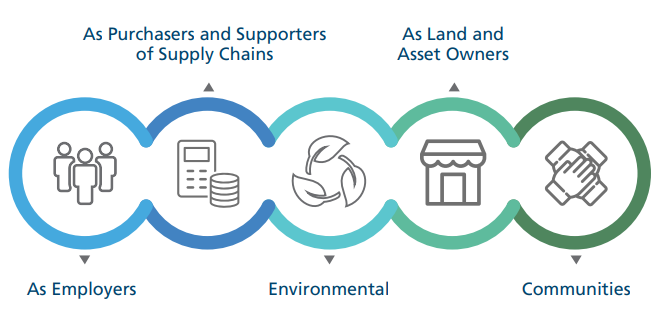 As Purchasers and Supporters
of Supply Chains
As Land and
Asset Owners
As Employers
Environmental
Communities